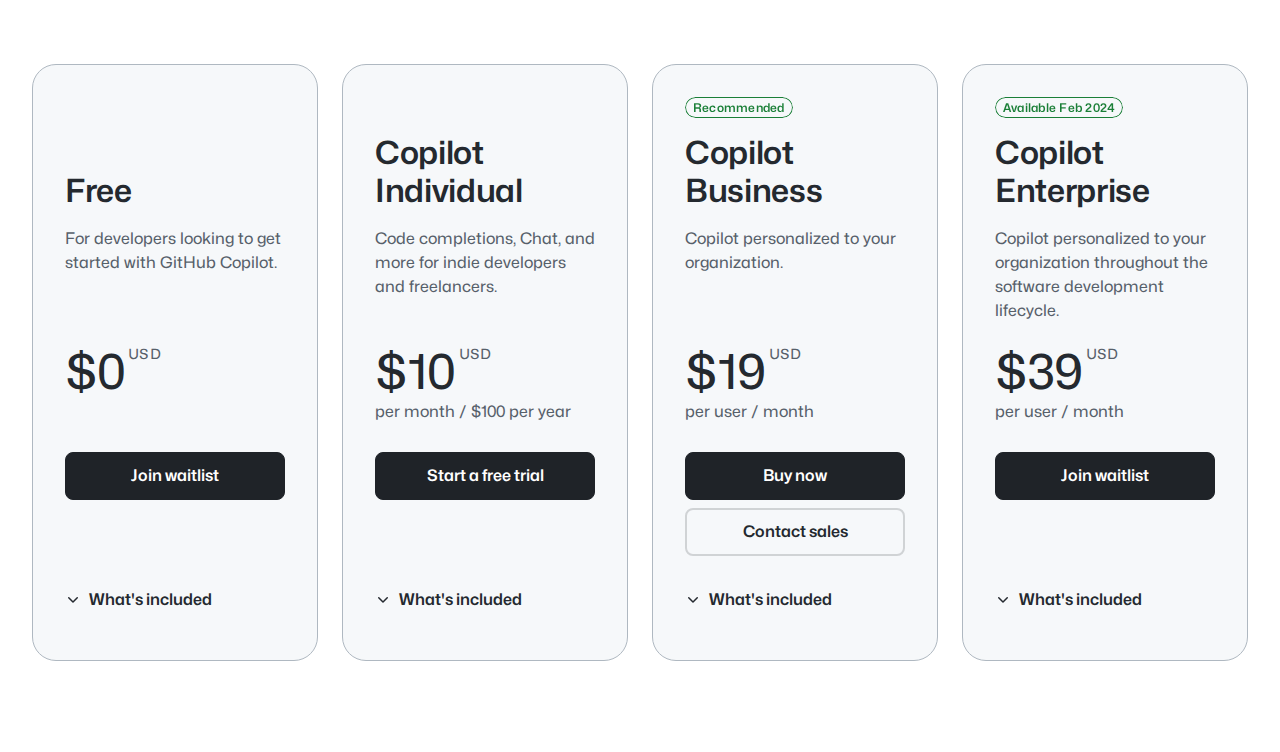 Free
For developers looking to get
started with GitHub Copilot.
$0 USD
Join waitlist
What's included
Copilot
Individual
Code completions, Chat, and
more for indie developers
and freelancers.
$10 USD
per month / $100 per year
Start a free trial
What's included
Recommended
Copilot
Business
Copilot personalized to your
organization.
$19 USD
per user / month
Buy now
Contact sales
What's included
Available Feb 2024
Copilot
Enterprise
Copilot personalized to your
organization throughout the
software development
lifecycle.
$39 USD
per user / month
Join waitlist
What's included